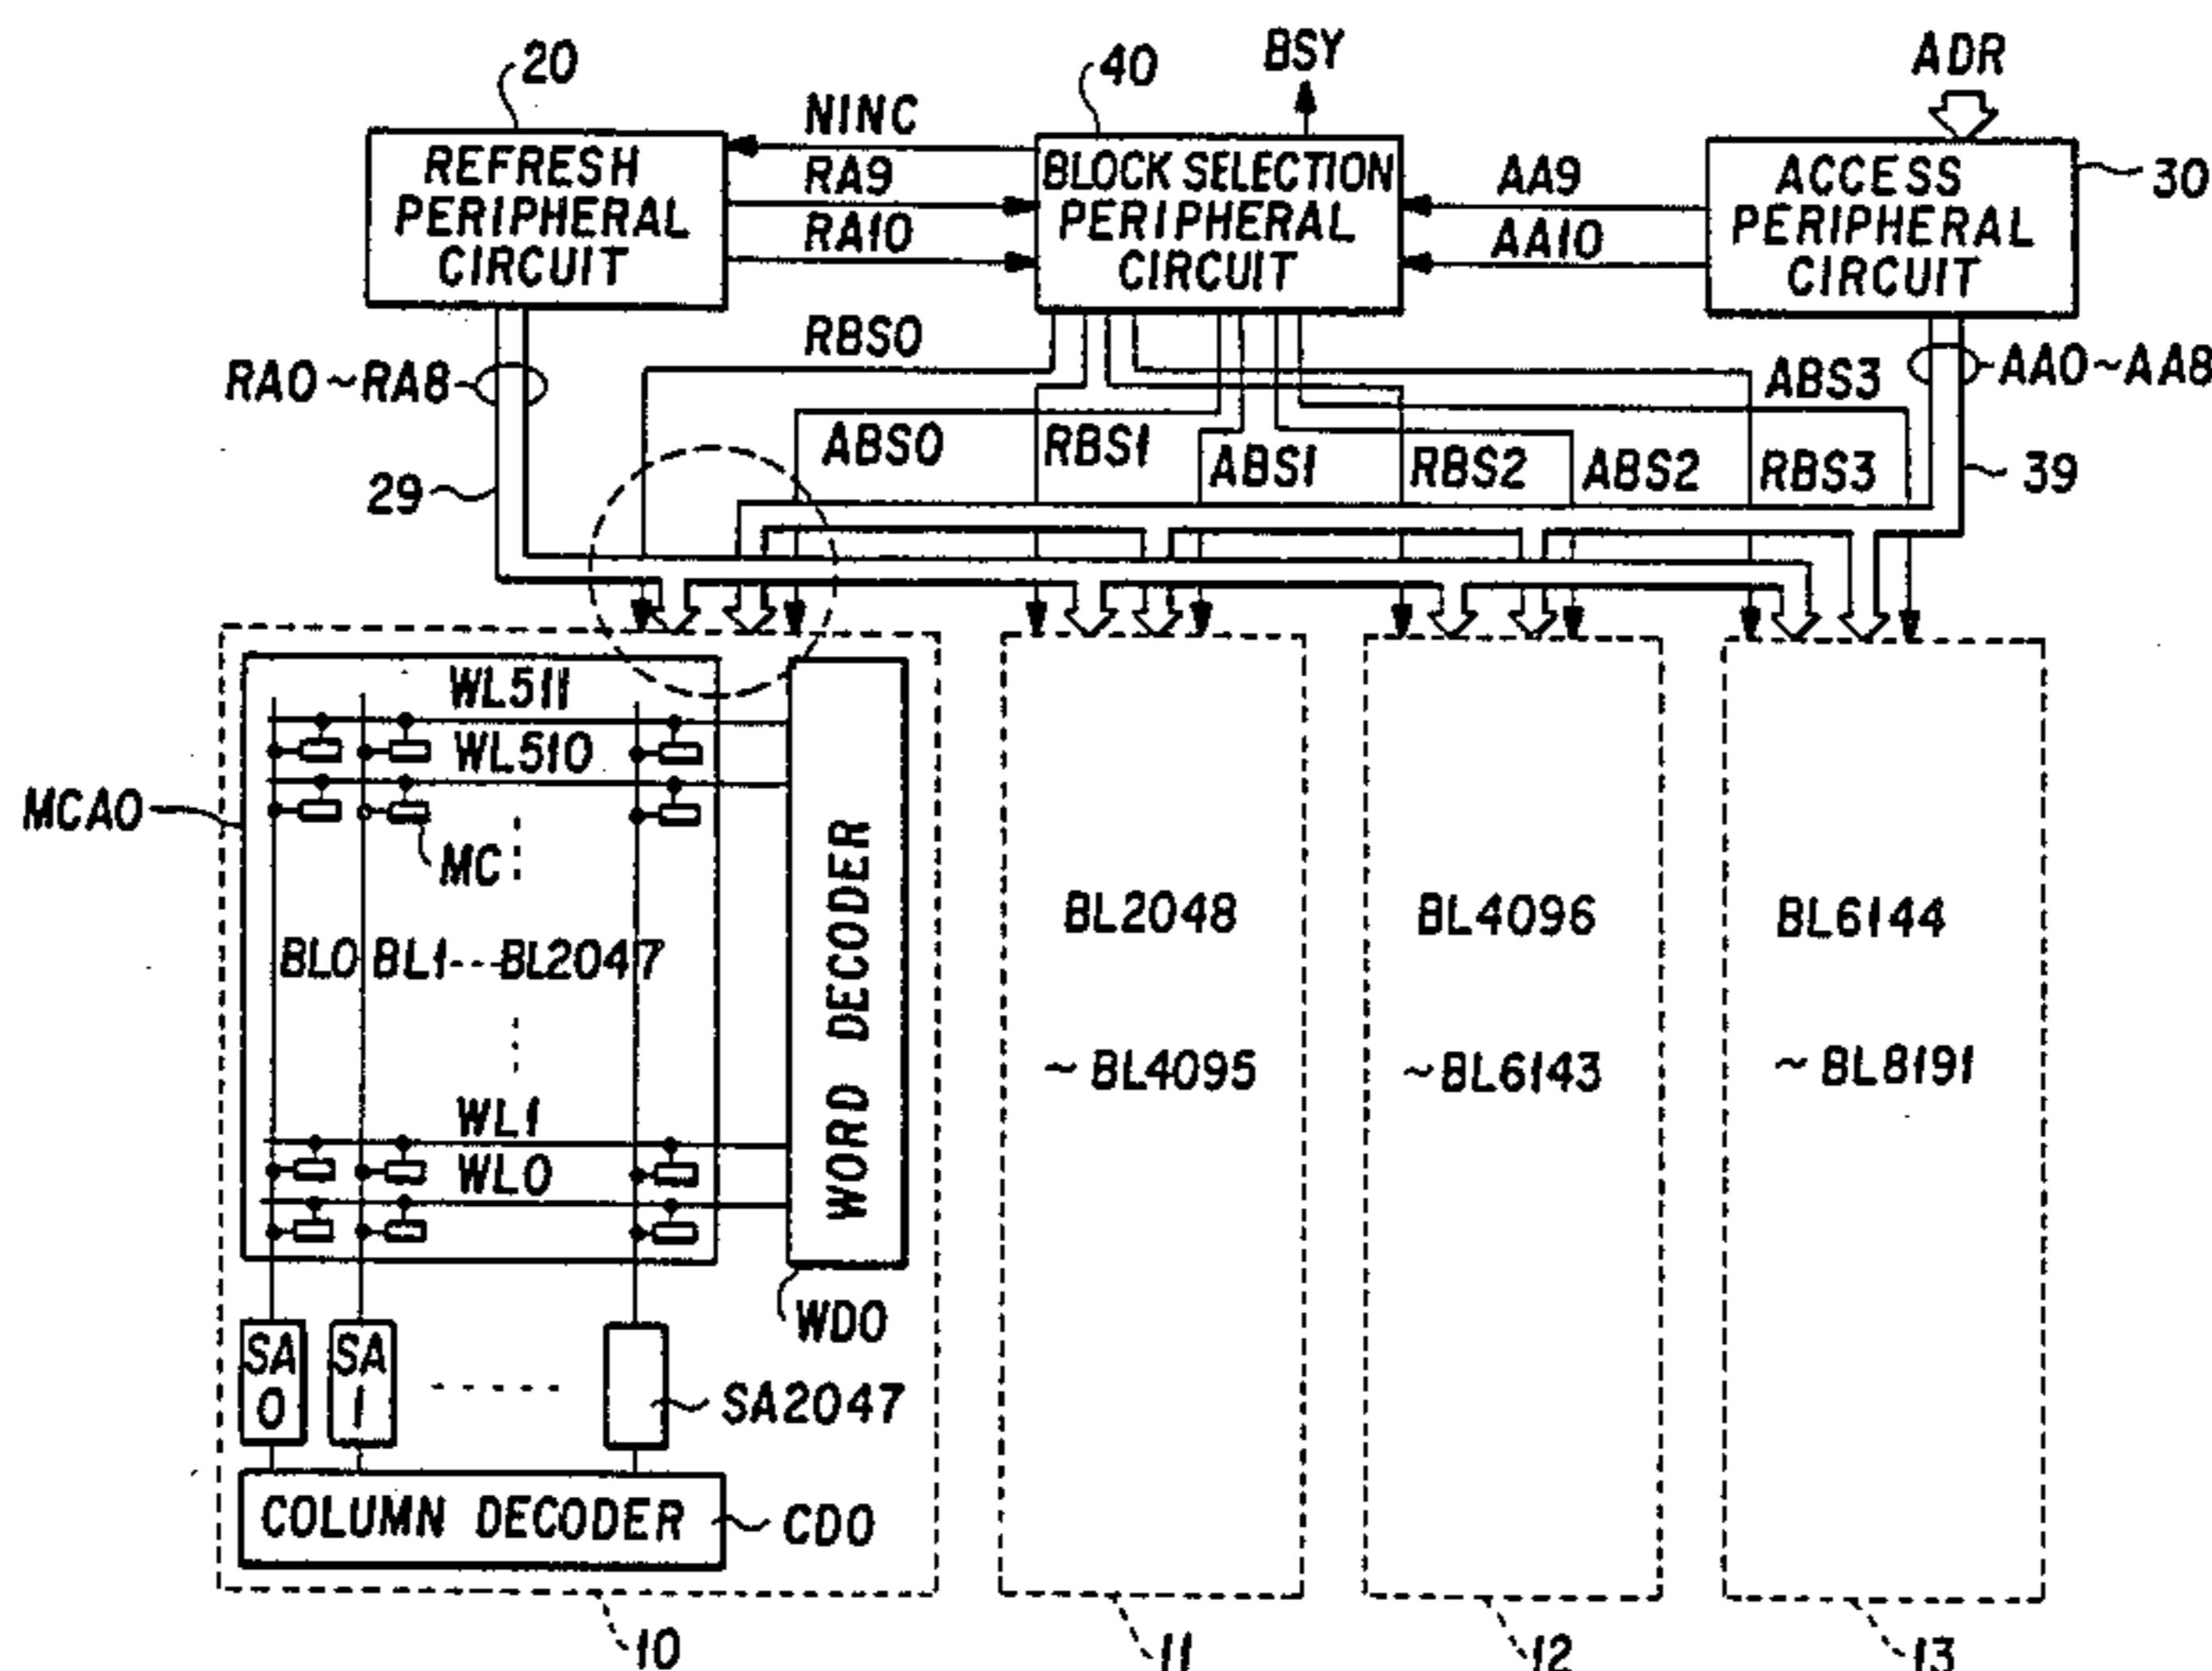 20
40
BSY
ADR
NINC
RA9
RA10
REFRESH
PERIPHERAL
CIRCUIT
BLOCK SELECTION
PERIPHERAL
CIRCUIT
AA9
AA10
ACCESS
PERIPHERAL
CIRCUIT
30
RBS0
RA0~RA8
ABS3
AA0~AA8
ABS0
RBS1
ABS1
RBS2
ABS2
RBS3
29
39
WL511
WL510
MCA0
MC
BL0 BL1---BL2047
WL1
WL0
WORD DECODER
WD0
BL2048
~BL4095
BL4096
~BL6143
BL6144
~BL8191
SA
0
SA
1
SA2047
COLUMN DECODER
CD0
10
11
12
13